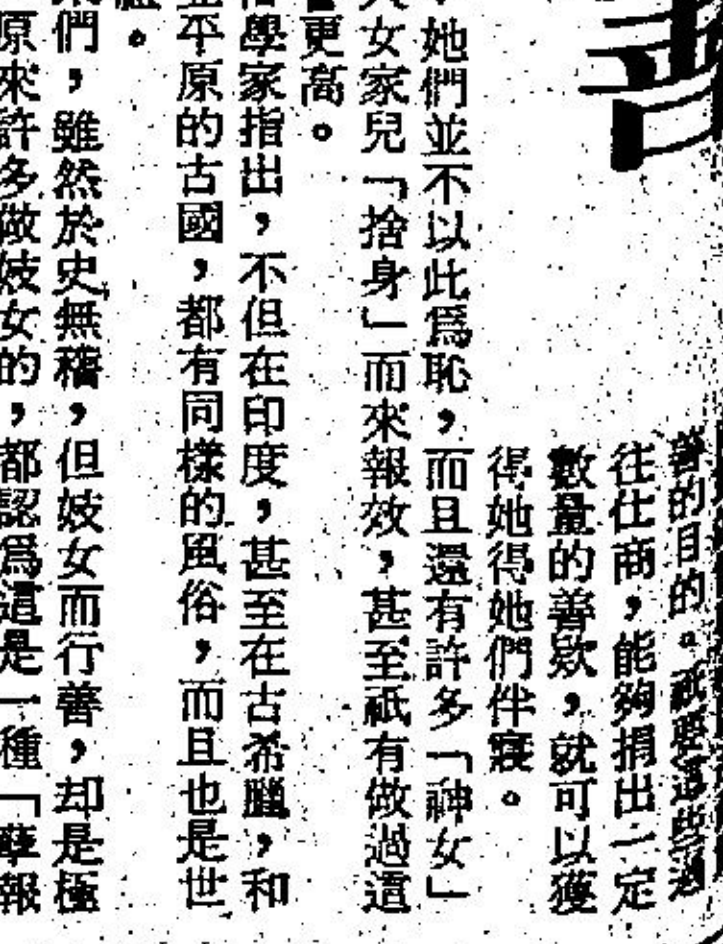 善的目的。祇要這些過
往仕商，能夠捐出一定
數量的善欵，就可以獲
得她得她們伴寢。
，她們並不以此爲恥，而且還有許多「神女」
女家兒「捨身」而來報效，甚至祇有做過這
更高。
學家指出，不但在印度，甚至在古希臘，和
平原的古國，都有同樣的風俗，而且也是世
。
們，雖然於史無稽，但妓女而行善，却是極
原來許多做妓女的，都認爲這是一種「孽報